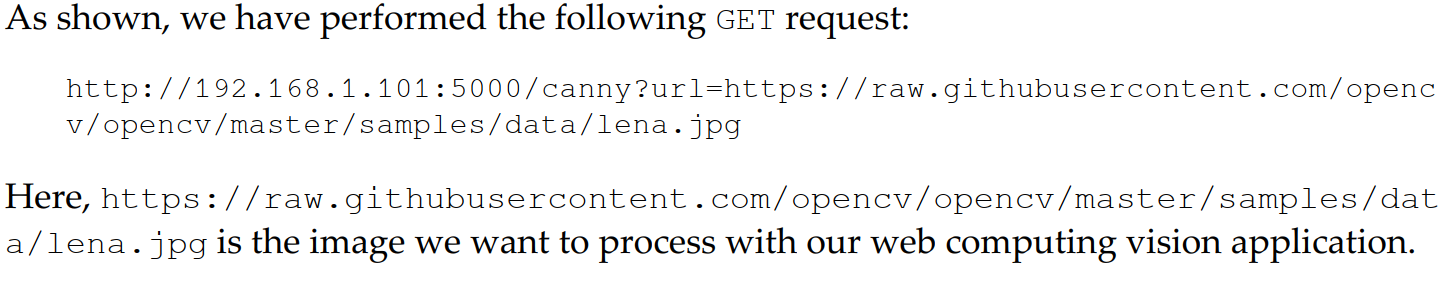 As shown, we have performed the following GET request:
http://192.168.1.101:5000/canny?url=https://raw.githubusercontent.com/openc
v/opencv/master/samples/data/lena.jpg
Here, https://raw.githubusercontent.com/opencv/opencv/master/samples/dat
a/lena.jpg is the image we want to process with our web computing vision application.